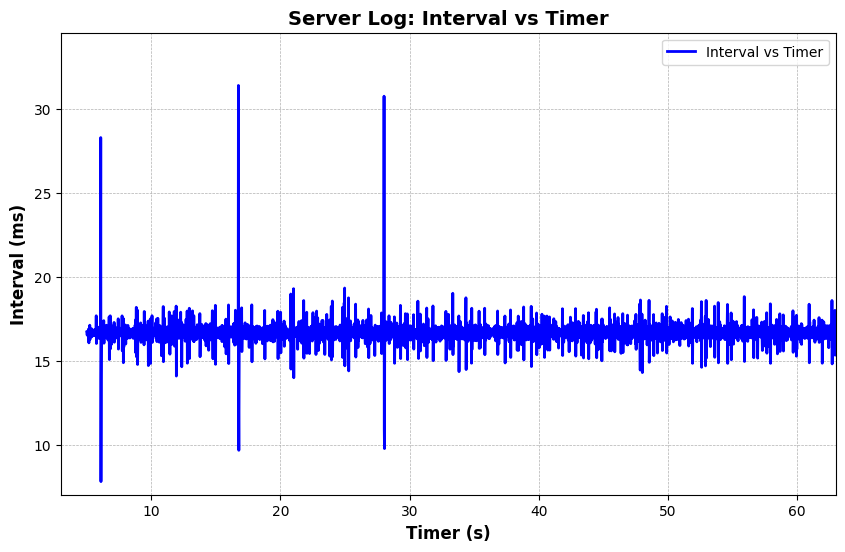 Server Log: Interval vs Timer
Interval vs Timer
Interval (ms)
30
25
20
15
10
10 20 30 40 50 60
Timer (s)